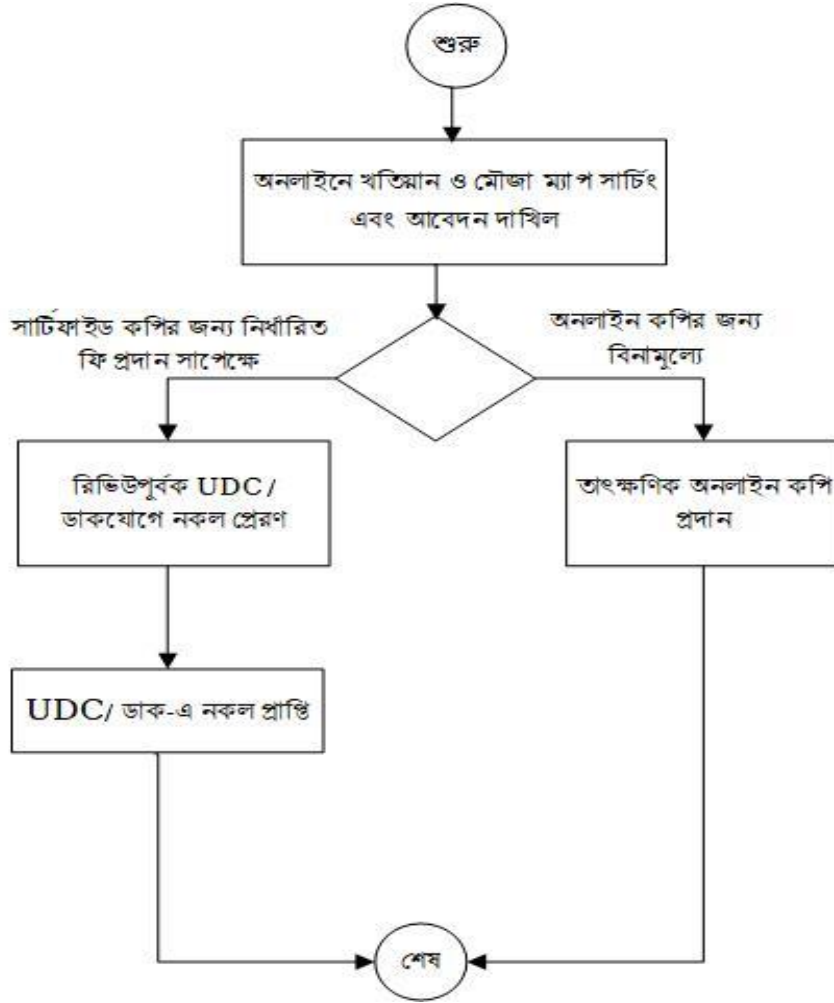 শুরু
অনলাইনে খতিয়ান ও মৌজা ম্যাপ সার্চিং
এবং আবেদন দাখিল
সার্টিফাইড কপির জন্য নির্ধারিত
ফি প্রদান সাপেক্ষে
অনলাইন কপির জন্য
বিনামূল্যে
রিভিউপূর্বক UDC /
ডাকযোগে নকল প্রেরণ
তাৎক্ষণিক অনলাইন কপি
প্রদান
UDC/ ডাক-এ নকল প্রাপ্তি
শেষ